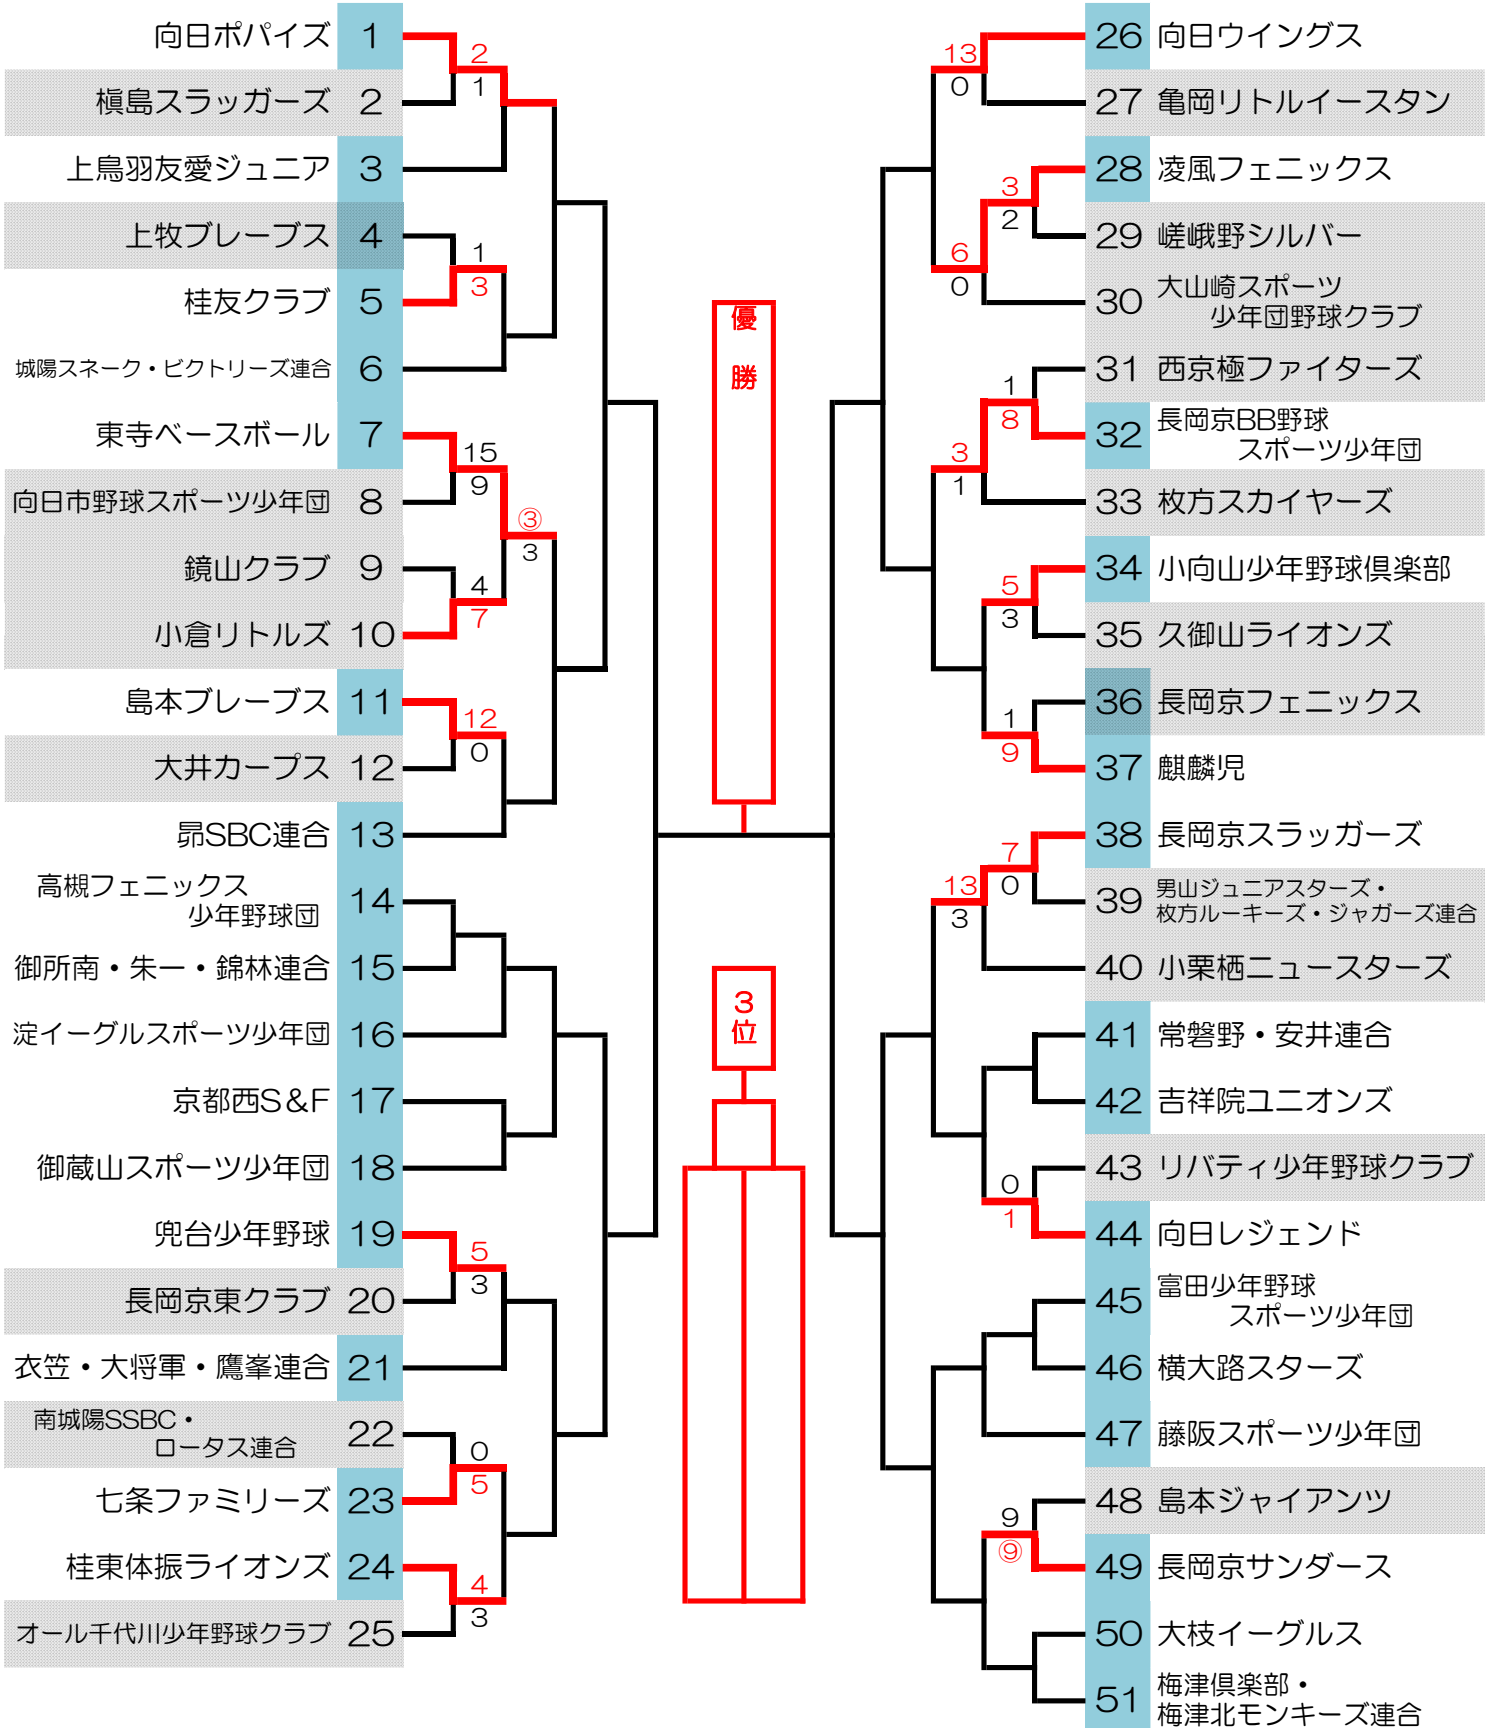 向日ポパイズ 1
2
1
槇島スラッガーズ 2
上鳥羽友愛ジュニア 3
上牧ブレーブス 4
1
3
桂友クラブ 5
城陽スネーク・ビクトリーズ連合 6
東寺ベースボール 7
15
9
向日市野球スポーツ少年団 8
③
3
鏡山クラブ 9
4
7
小倉リトルズ 10
島本ブレーブス 11
12
0
大井カープス 12
昴SBC連合 13
高槻フェニックス
少年野球団 14
御所南・朱一・錦林連合 15
淀イーグルスポーツ少年団 16
京都西S&F 17
御蔵山スポーツ少年団 18
兜台少年野球 19
5
3
長岡京東クラブ 20
衣笠・大将軍・鷹峯連合 21
南城陽SSBC・
ロータス連合 22
0
5
七条ファミリーズ 23
桂東体振ライオンズ 24
4
3
オール千代川少年野球クラブ 25
優勝
3位
26 向日ウイングス
13
0
27 亀岡リトルイースタン
28 凌風フェニックス
3
2
29 嵯峨野シルバー
6
0
30 大山崎スポーツ
少年団野球クラブ
31 西京極ファイターズ
1
8
32 長岡京BB野球
スポーツ少年団
3
1
33 枚方スカイヤーズ
34 小向山少年野球倶楽部
5
3
35 久御山ライオンズ
36 長岡京フェニックス
1
9
37 麒麟児
38 長岡京スラッガーズ
7
0
13
3
39 男山ジュニアスターズ・
枚方ルーキーズ・ジャガーズ連合
40 小栗栖ニュースターズ
41 常磐野・安井連合
42 吉祥院ユニオンズ
43 リバティ少年野球クラブ
0
1
44 向日レジェンド
45 富田少年野球
スポーツ少年団
46 横大路スターズ
47 藤阪スポーツ少年団
48 島本ジャイアンツ
9
⑨
49 長岡京サンダース
50 大枝イーグルス
51 梅津倶楽部・
梅津北モンキーズ連合